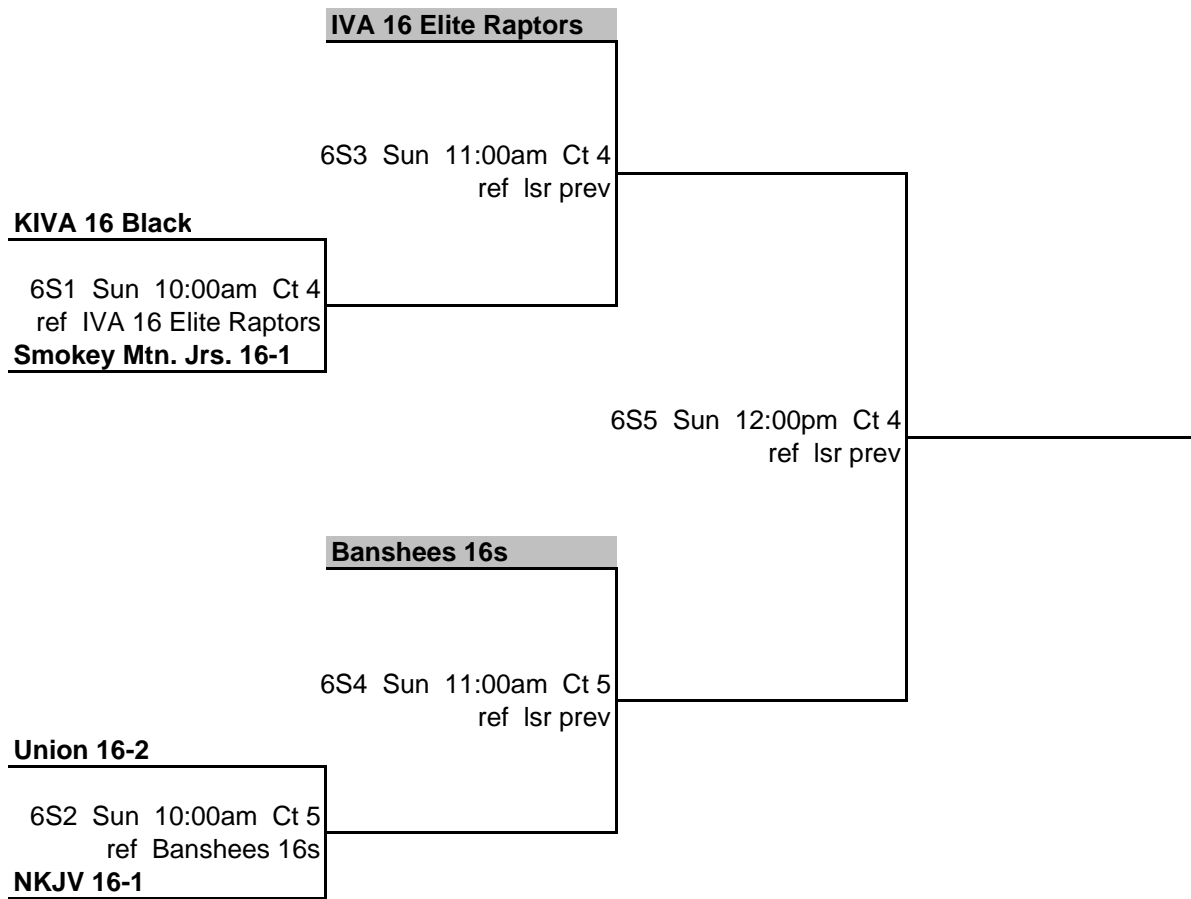 IVA 16 Elite Raptors
6S3 Sun 11:00am Ct 4
ref lsr prev
KIVA 16 Black
6S1 Sun 10:00am Ct 4
ref IVA 16 Elite Raptors
Smokey Mtn. Jrs. 16-1
6S5 Sun 12:00pm Ct 4
ref lsr prev
Banshees 16s
6S4 Sun 11:00am Ct 5
ref lsr prev
Union 16-2
6S2 Sun 10:00am Ct 5
ref Banshees 16s
NKJV 16-1